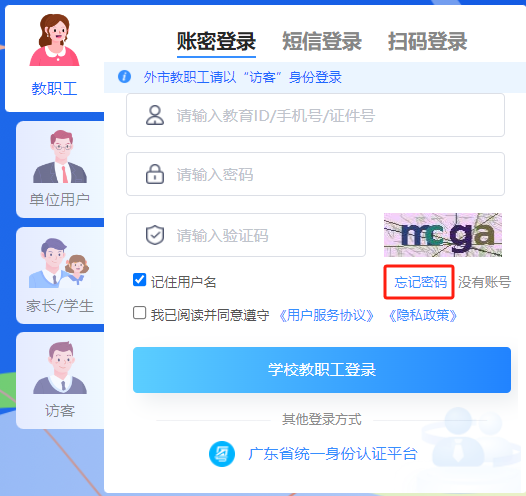 账密登录 短信登录 扫码登录
教职工
外市教职工请以“访客”身份登录
请输入教育ID/手机号/证件号
请输入密码
单位用户
请输入验证码 mcga
记住用户名 忘记密码 没有账号
家长/学生
我已阅读并同意遵守 《用户服务协议》 《隐私政策》
学校教职工登录
访客
其他登录方式
广东省统一身份认证平台